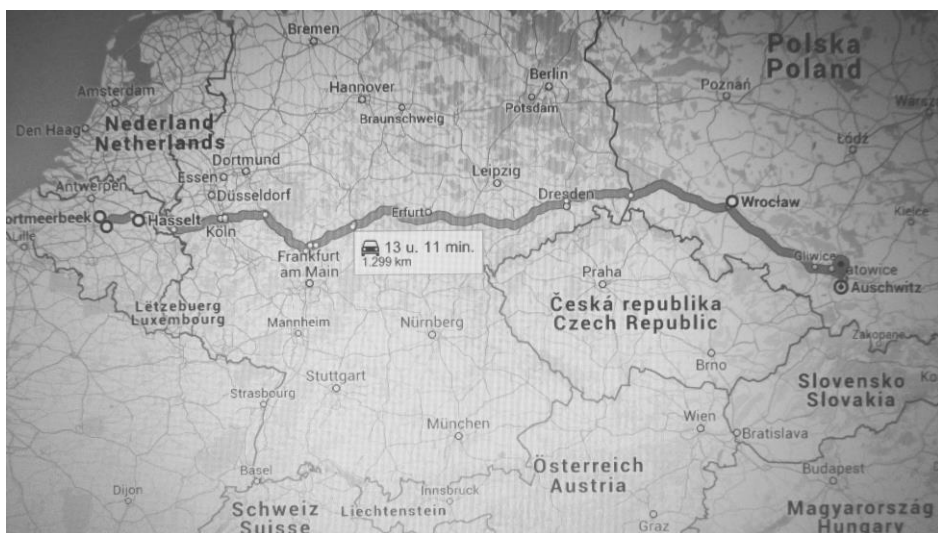 Bremen
Polska
Poland
Berlin
Amsterdam
Hannover
Potsdam
Poznań
Braunschweig
Den Haag
Nederland
Netherlands
Łódź
Dortmund
Essen
Leipzig
Antwerpen
Düsseldorf
Dresden
ortmeerbeek
Hasselt
Erfurt
Wrocław
Kielce
Lille
Köln
13 u. 11 min.
1.299 km
Frankfurt
am Main
Gliwice
atowice
Praha
Auschwitz
Lëtzebuerg
Luxembourg
Česká republika
Czech Republic
Mannheim
Nürnberg
Zakopane
Brno
Stuttgart
Slovensko
Slovakia
Strasbourg
München
Wien
Bratislava
Österreich
Austria
Basel
Budapest
Dijon
Innsbruck
Schweiz
Suisse
Liechtenstein
Graz
Magyarország
Hungary